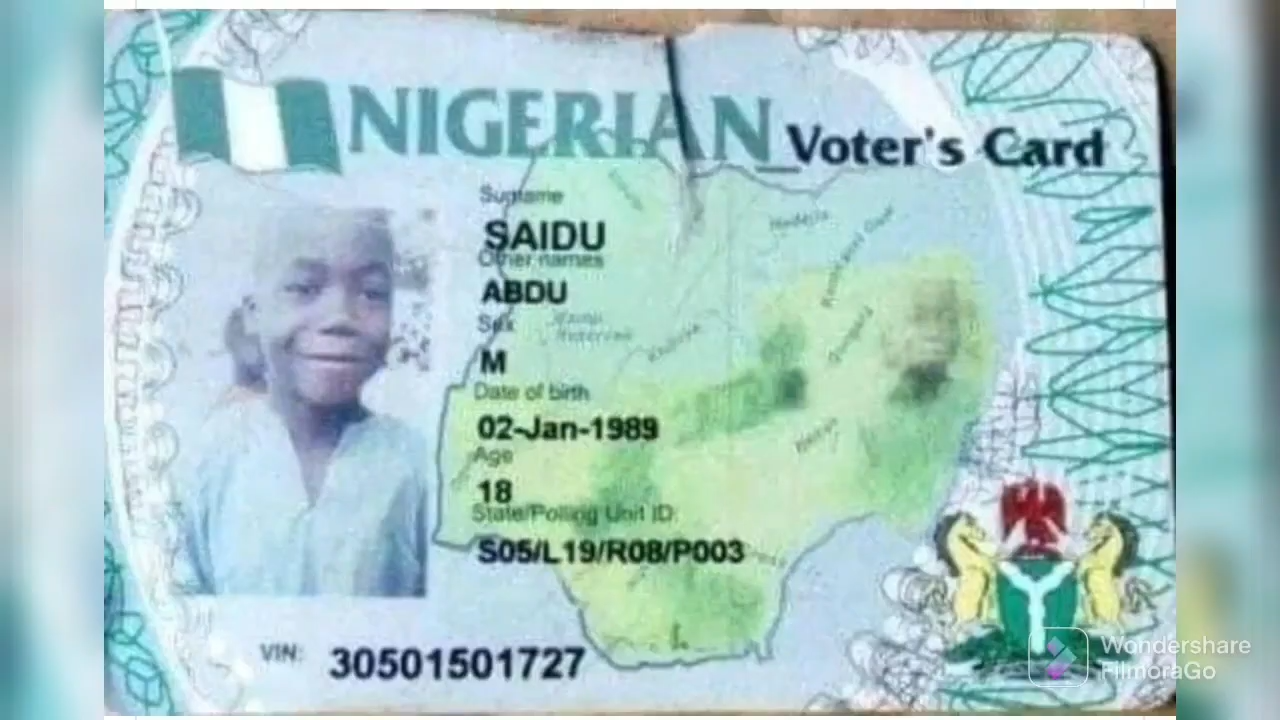 NIGERIAN Voter's Card
Surname
SAIDU
Other names
ABDU
Sex
M
Date of birth
02-Jan-1989
Age
18
State/Polling Unit ID:
S05/L19/R08/P003
VIN: 30501501727
Hadejia
Wondershare
FilmoraGo